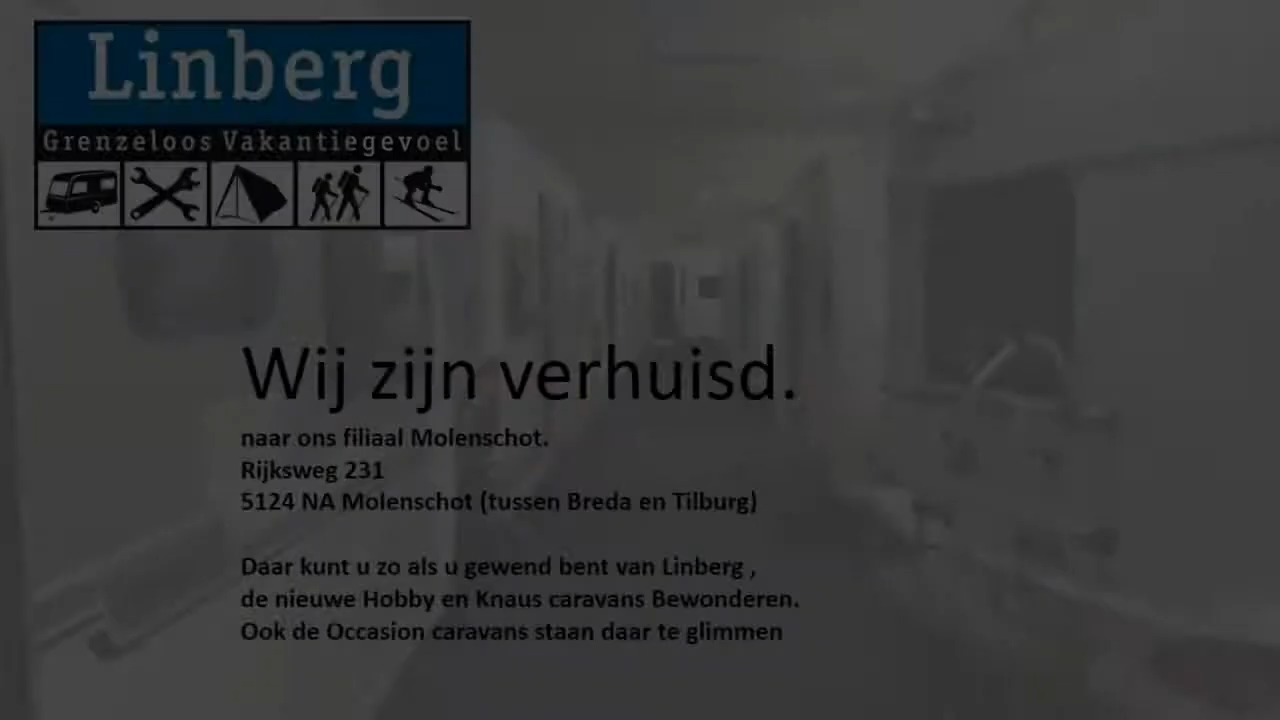 Linberg
Grenzeloos Vakantiegevoel
Wij zijn verhuisd.
naar ons filiaal Molenschot.
Rijksweg 231
5124 NA Molenschot (tussen Breda en Tilburg)
Daar kunt u zo als u gewend bent van Linberg ,
de nieuwe Hobby en Knaus caravans Bewonderen.
Ook de Occasion caravans staan daar te glimmen